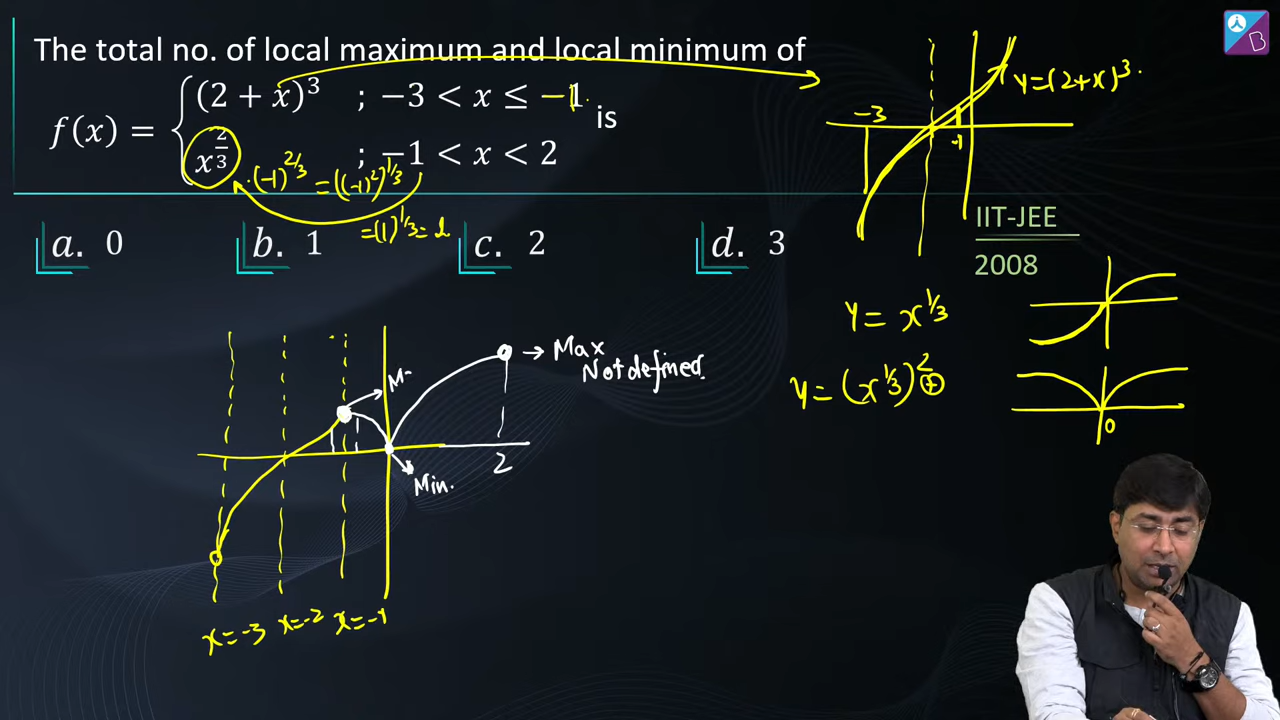 The total no. of local maximum and local minimum of
f(x) = { (2 + x)³ ; −3 < x ≤ −1
x^{2/3} ; −1 < x < 2
is
(-1)^{2/3} = ((-1)²)^{1/3}
= (1)^{1/3} = 1
a. 0
b. 1
c. 2
d. 3
IIT-JEE
2008
-3
-1
y=(2+x)³
y = x^{1/3}
y = (x^{1/3})² ⊕
0
→ Max
Not defined.
M-
2
Min.
x=-3 x=-2 x=-1
B